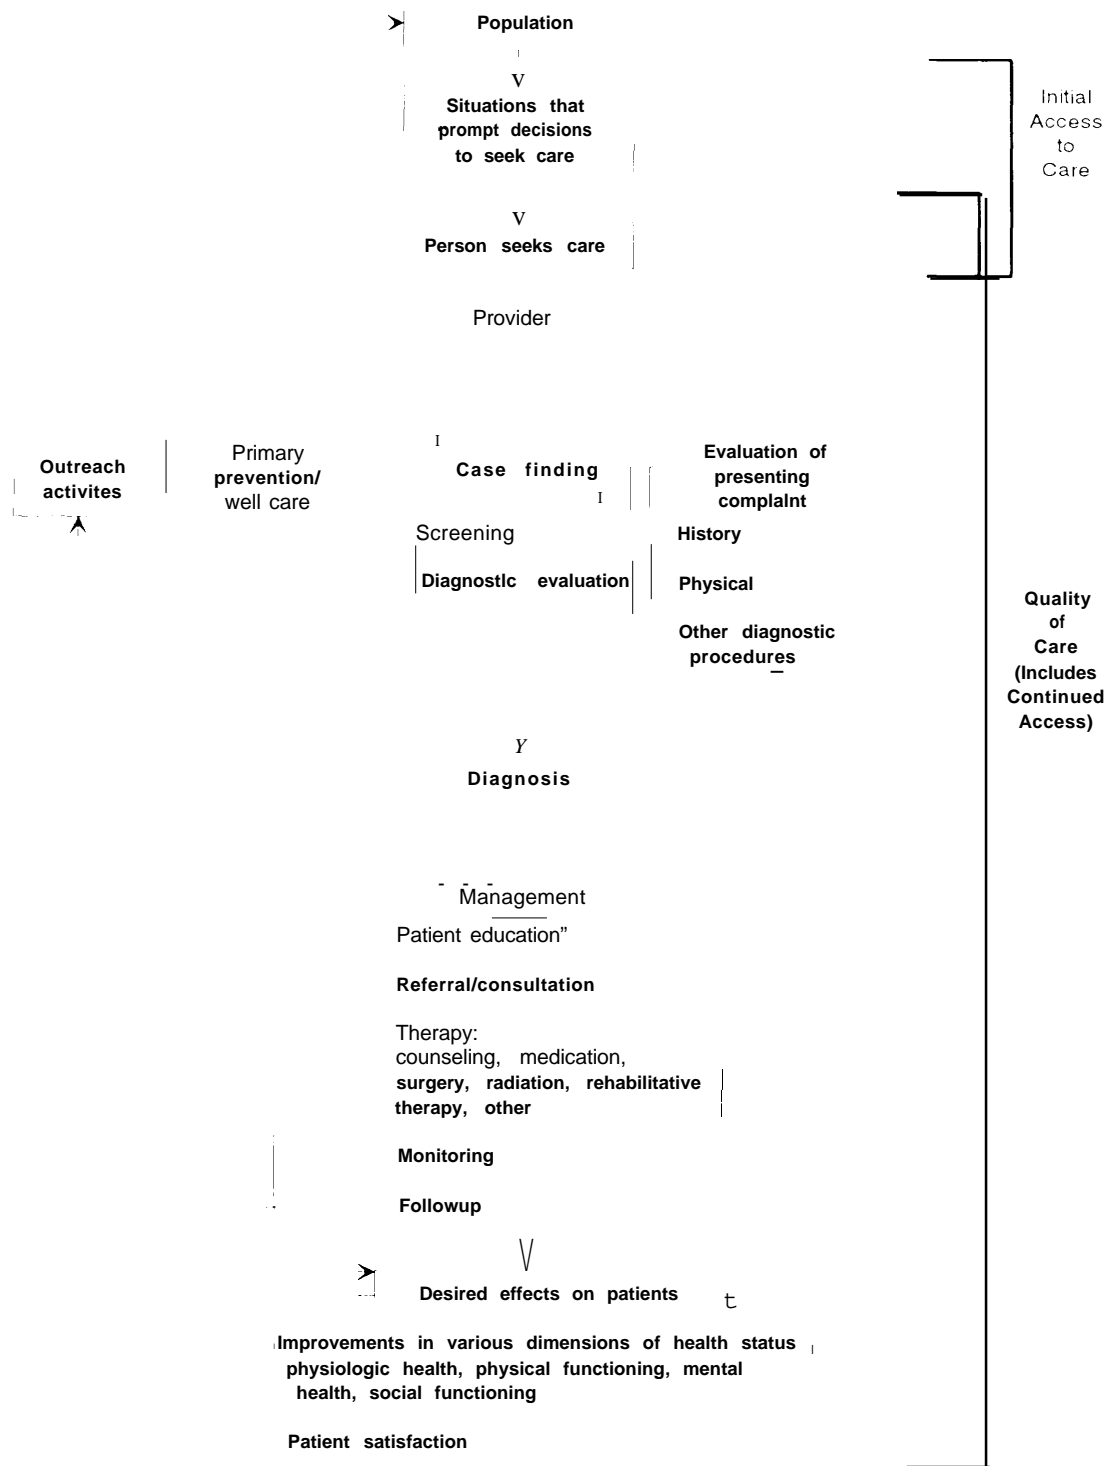 Population
V
Situations that
prompt decisions
to seek care
Initial
Access
to
Care
V
Person seeks care
Provider
Outreach
activites
Primary
prevention/
well care
I
Case finding
I
Screening
DiagnostIc evaluation
Evaluation of
presenting
complaInt
History
Physical
Other diagnostic
procedures
Quality
of
Care
(Includes
Continued
Access)
Y
Diagnosis
- - -
Management
Patient education”
Referral/consultation
Therapy:
counseling, medication,
surgery, radiation, rehabilitative
therapy, other
Monitoring
Followup
V
Desired effects on patients
t
Improvements in various dimensions of health status
physiologic health, physical functioning, mental
health, social functioning
Patient satisfaction